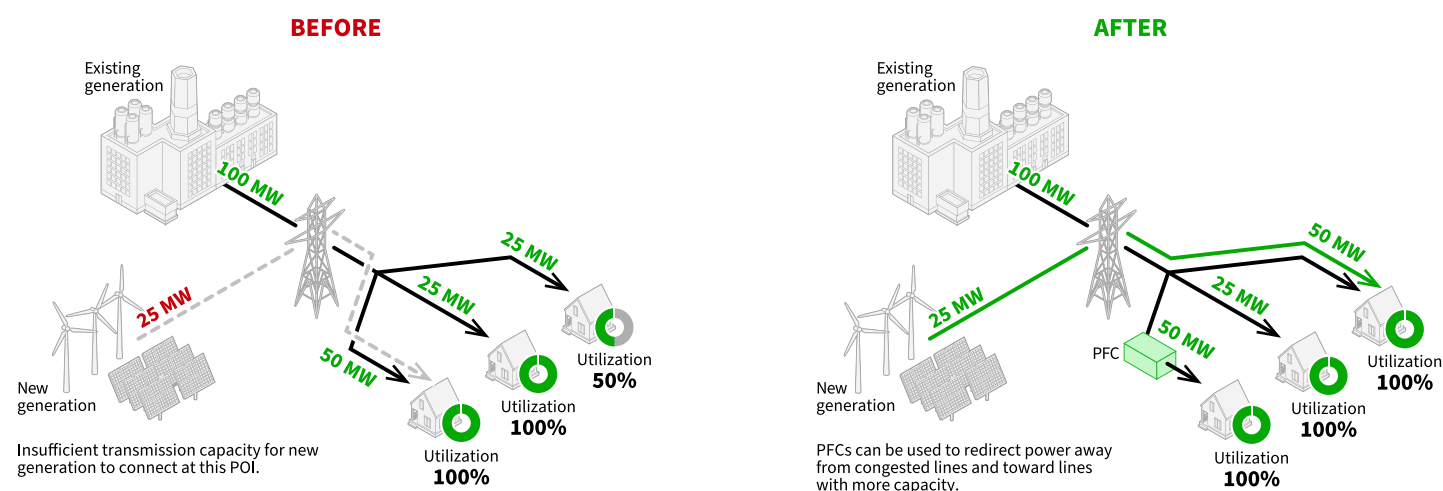 BEFORE
Existing
generation
100 MW
25 MW
25 MW
25 MW
50 MW
New
generation
Utilization
50%
Utilization
100%
Utilization
100%
Insufficient transmission capacity for new
generation to connect at this POI.
AFTER
Existing
generation
100 MW
50 MW
25 MW
25 MW
50 MW
PFC
New
generation
Utilization
100%
Utilization
100%
Utilization
100%
PFCs can be used to redirect power away
from congested lines and toward lines
with more capacity.